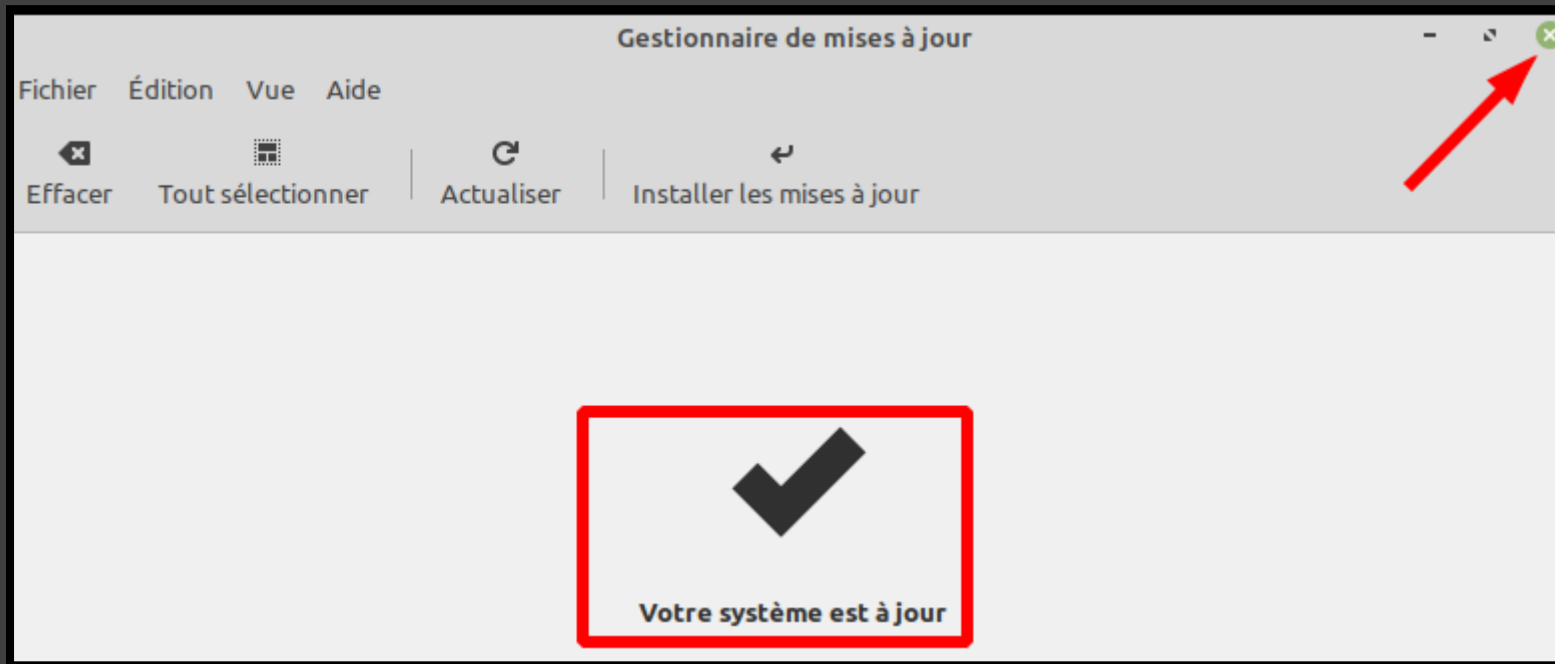 Gestionnaire de mises à jour
Fichier Édition Vue Aide
Effacer Tout sélectionner Actualiser Installer les mises à jour
Votre système est à jour